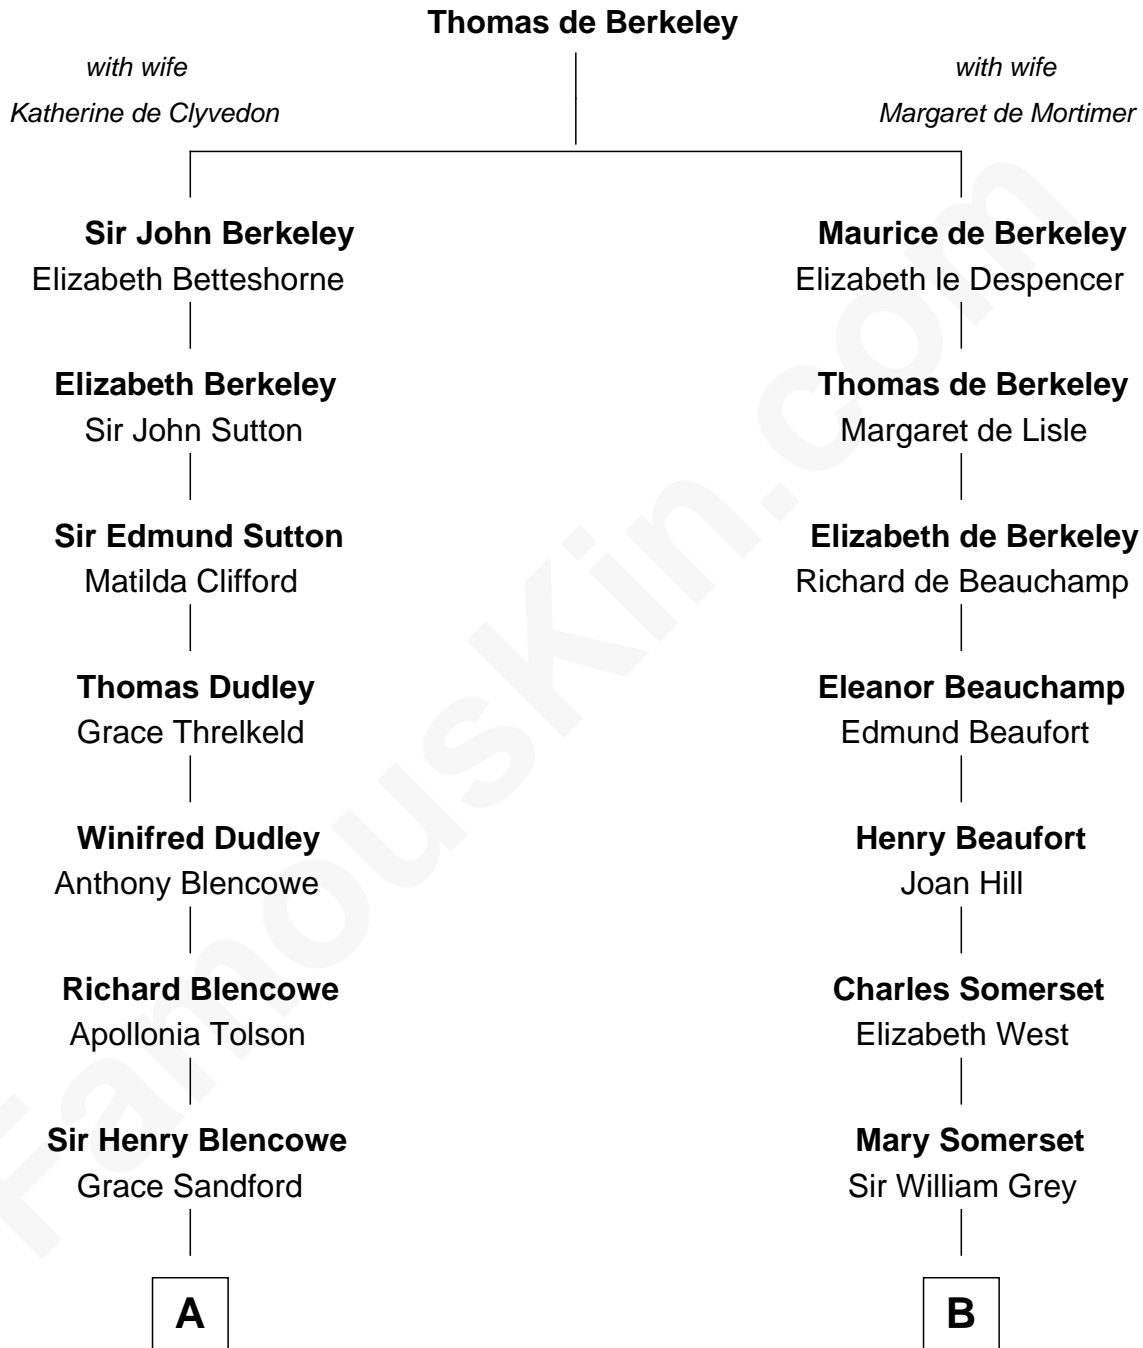 Thomas de Berkeley
with wife
Katherine de Clyvedon
with wife
Margaret de Mortimer
Sir John Berkeley
Elizabeth Betteshorne
Maurice de Berkeley
Elizabeth le Despencer
Elizabeth Berkeley
Sir John Sutton
Thomas de Berkeley
Margaret de Lisle
Sir Edmund Sutton
Matilda Clifford
Elizabeth de Berkeley
Richard de Beauchamp
Thomas Dudley
Grace Threlkeld
Eleanor Beauchamp
Edmund Beaufort
Winifred Dudley
Anthony Blencowe
Henry Beaufort
Joan Hill
Richard Blencowe
Apollonia Tolson
Charles Somerset
Elizabeth West
Sir Henry Blencowe
Grace Sandford
Mary Somerset
Sir William Grey
A
B
FamousKin.com